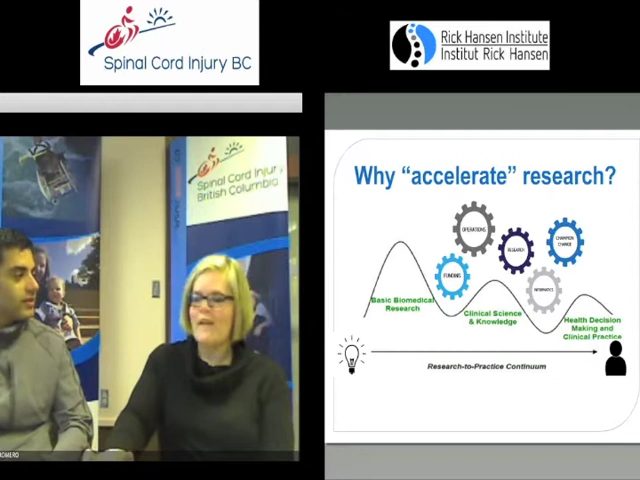 Spinal Cord Injury BC
Rick Hansen Institute
Institut Rick Hansen
Spinal Cord Injury
British Columbia
Why “accelerate” research?
OPERATIONS
CHAMPION
CHANGE
RESEARCH
FUNDING
INFORMATICS
Basic Biomedical
Research
Clinical Science
& Knowledge
Health Decision
Making and
Clinical Practice
Research-to-Practice Continuum